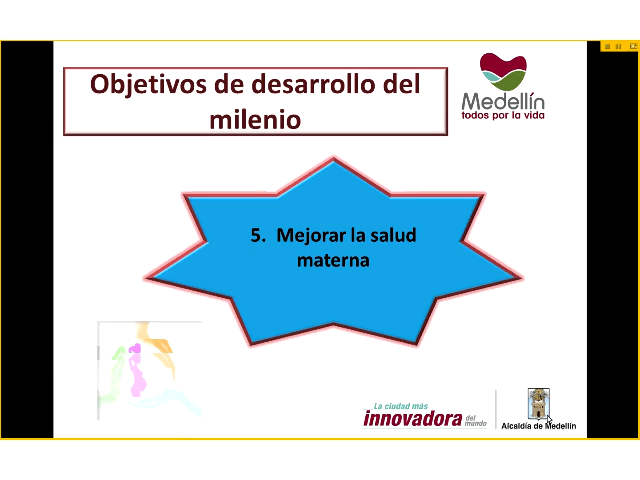 Objetivos de desarrollo del
milenio
Medellín
todos por la vida
5. Mejorar la salud
materna
La ciudad más
innovadora del
mundo
Alcaldía de Medellín